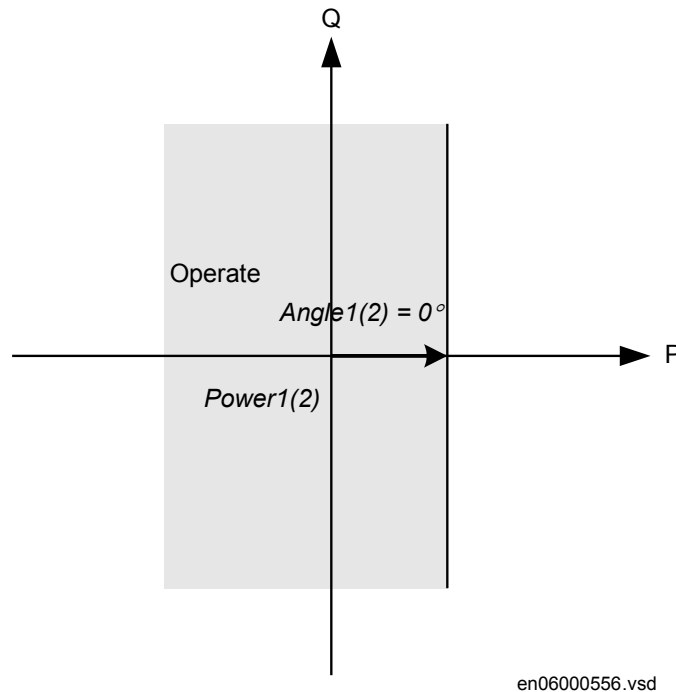 Q
Operate
Angle1(2) = 0°
P
Power1(2)
en06000556.vsd